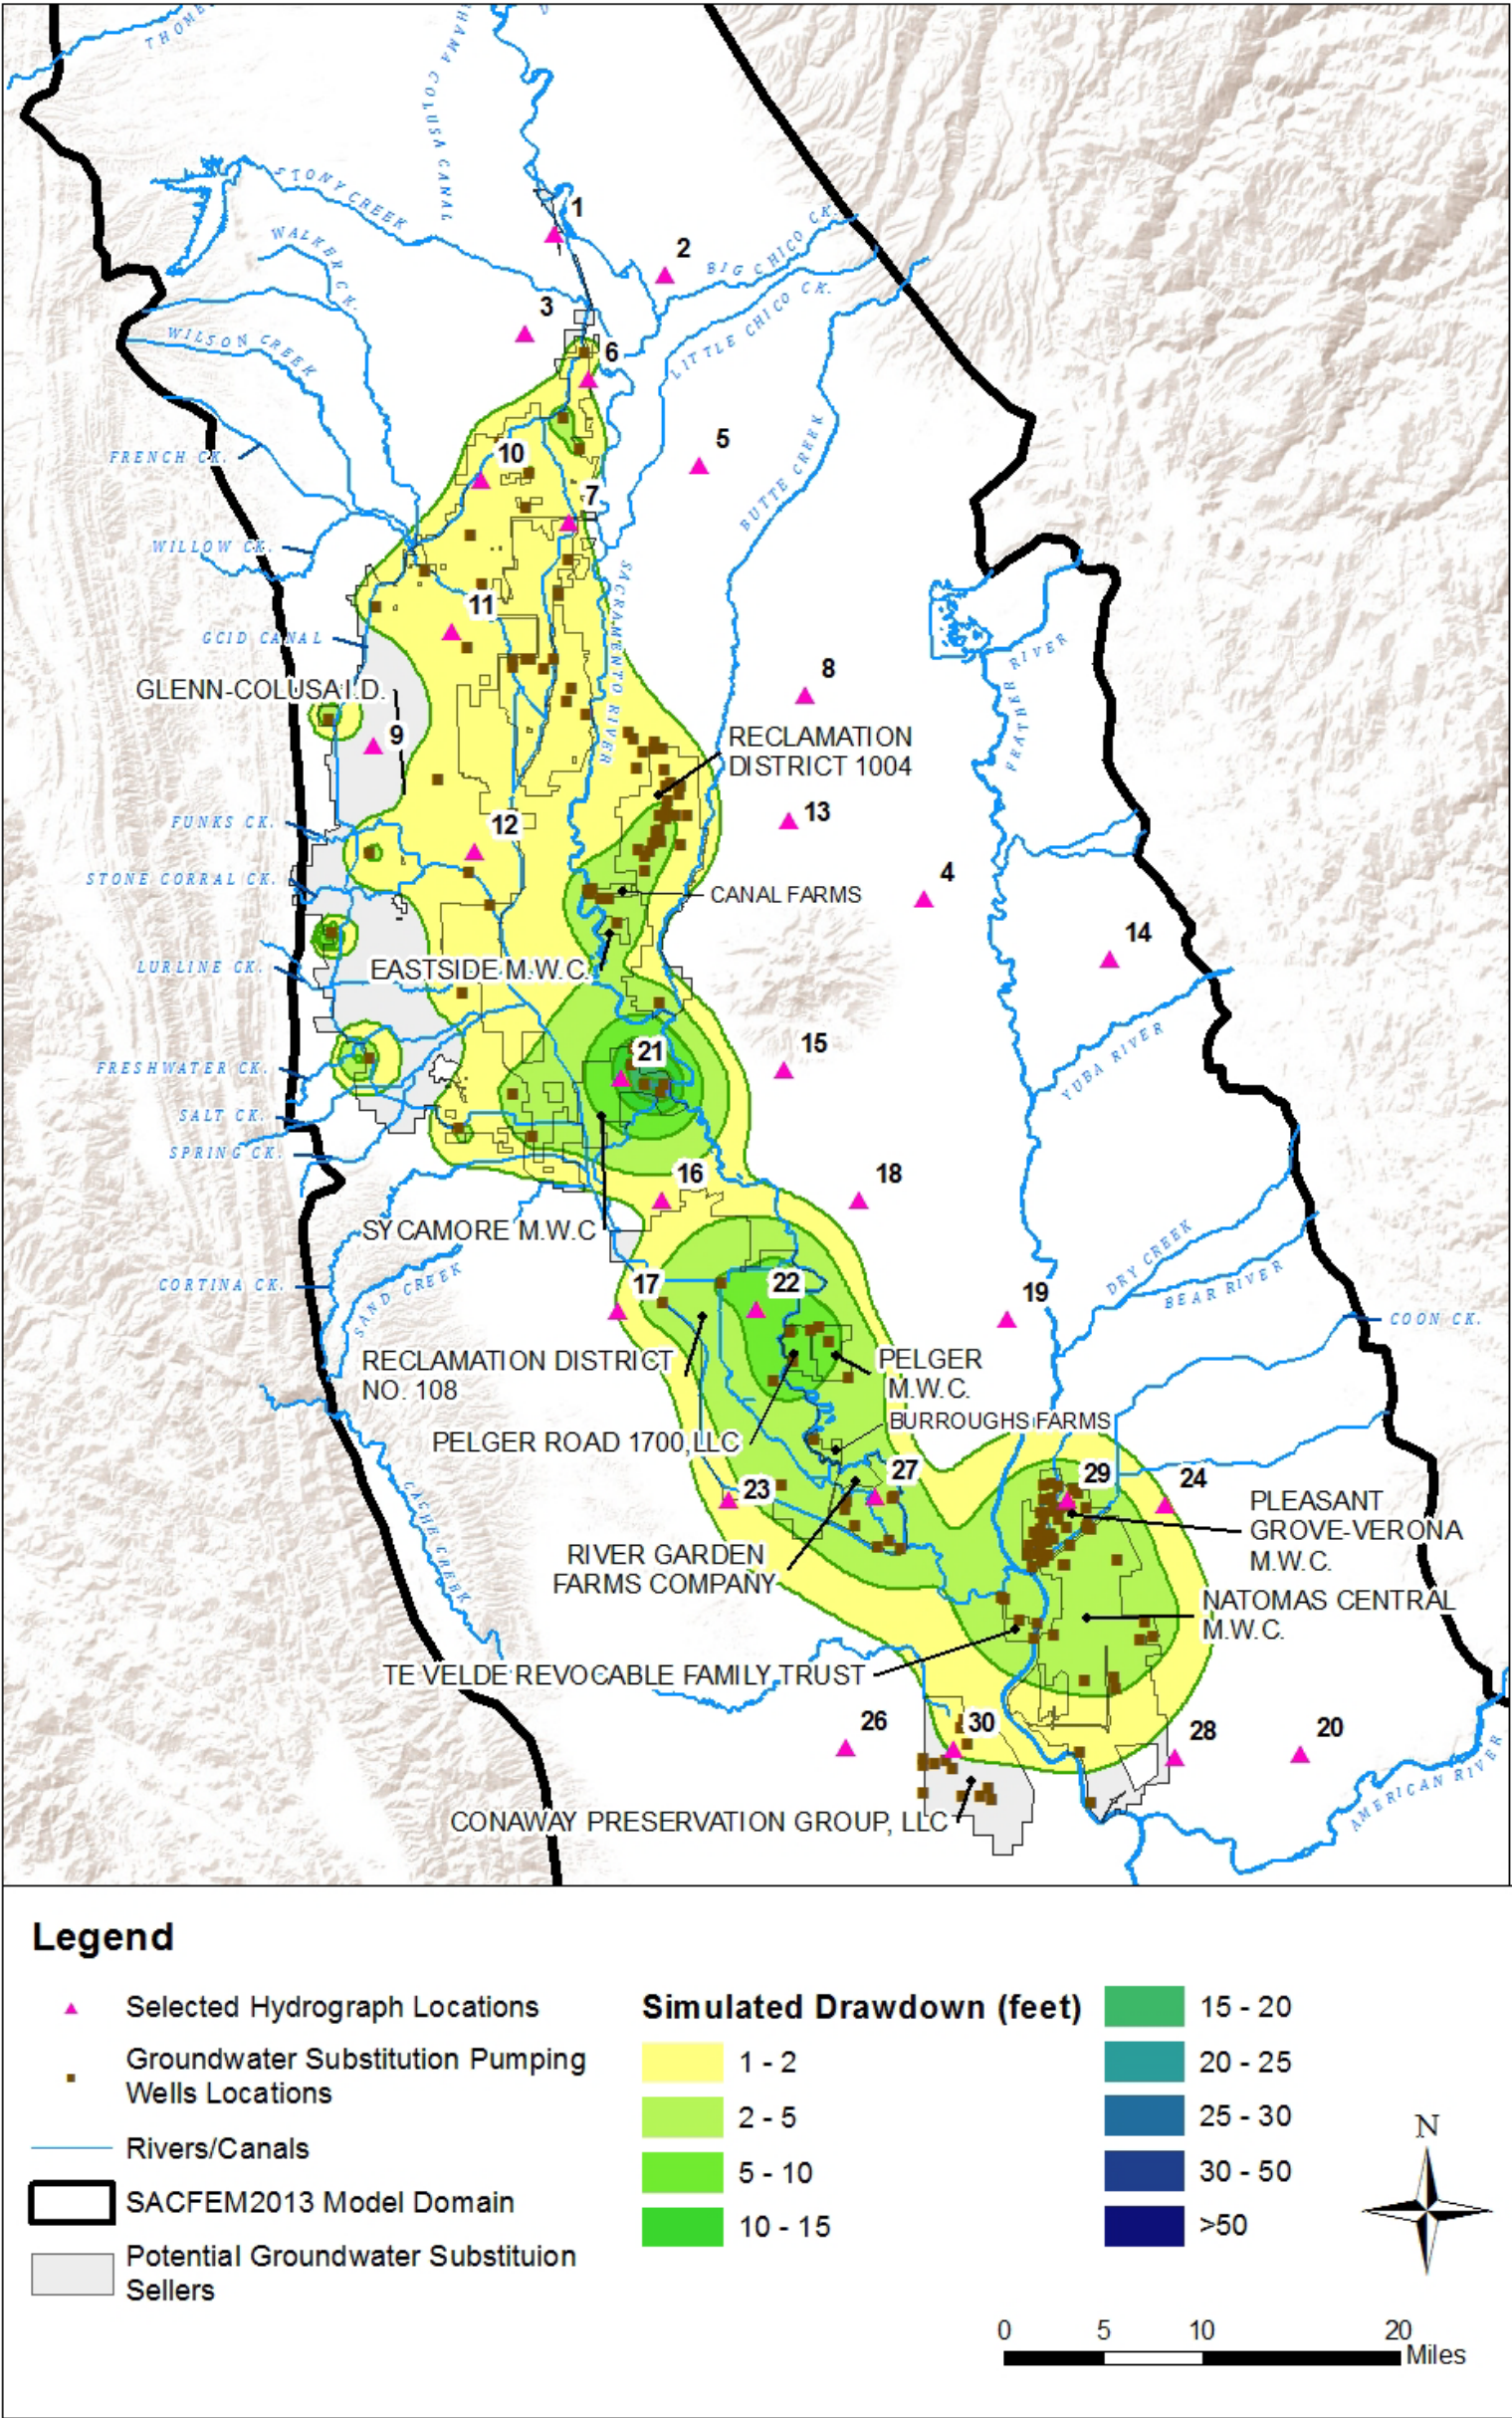 THOME
HAMA COLUSA CANAL
STONY CREEK
WALKER CK.
1
2
BIG CHICO CK.
LITTLE CHICO CK.
3
WILSON CREEK
6
10
5
FRENCH CK.
7
BUTTE CREEK
WILLOW CK.
11
SACRAMENTO RIVER
GCID CANAL
FEATHER RIVER
GLENN-COLUSA I.D.
8
9
RECLAMATION
DISTRICT 1004
FUNKS CK.
12
13
STONE CORRAL CK.
CANAL FARMS
4
14
LURLINE CK.
EASTSIDE M.W.C.
21
15
FRESHWATER CK.
YUBA RIVER
SALT CK.
SPRING CK.
16
18
SYCAMORE M.W.C
CORTINA CK.
SAND CREEK
17
22
19
DRY CREEK
BEAR RIVER
COON CK.
RECLAMATION DISTRICT
NO. 108
PELGER
M.W.C.
PELGER ROAD 1700, LLC
BURROUGHS FARMS
CACHE CREEK
23
27
29
24
PLEASANT
GROVE-VERONA
M.W.C.
RIVER GARDEN
FARMS COMPANY
NATOMAS CENTRAL
M.W.C.
TE VELDE REVOCABLE FAMILY TRUST
26
30
28
20
AMERICAN RIVER
CONAWAY PRESERVATION GROUP, LLC
Legend
Selected Hydrograph Locations
Groundwater Substitution Pumping
Wells Locations
Rivers/Canals
SACFEM2013 Model Domain
Potential Groundwater Substituion
Sellers
Simulated Drawdown (feet)
1 - 2
2 - 5
5 - 10
10 - 15
15 - 20
20 - 25
25 - 30
30 - 50
>50
N
0 5 10 20
Miles